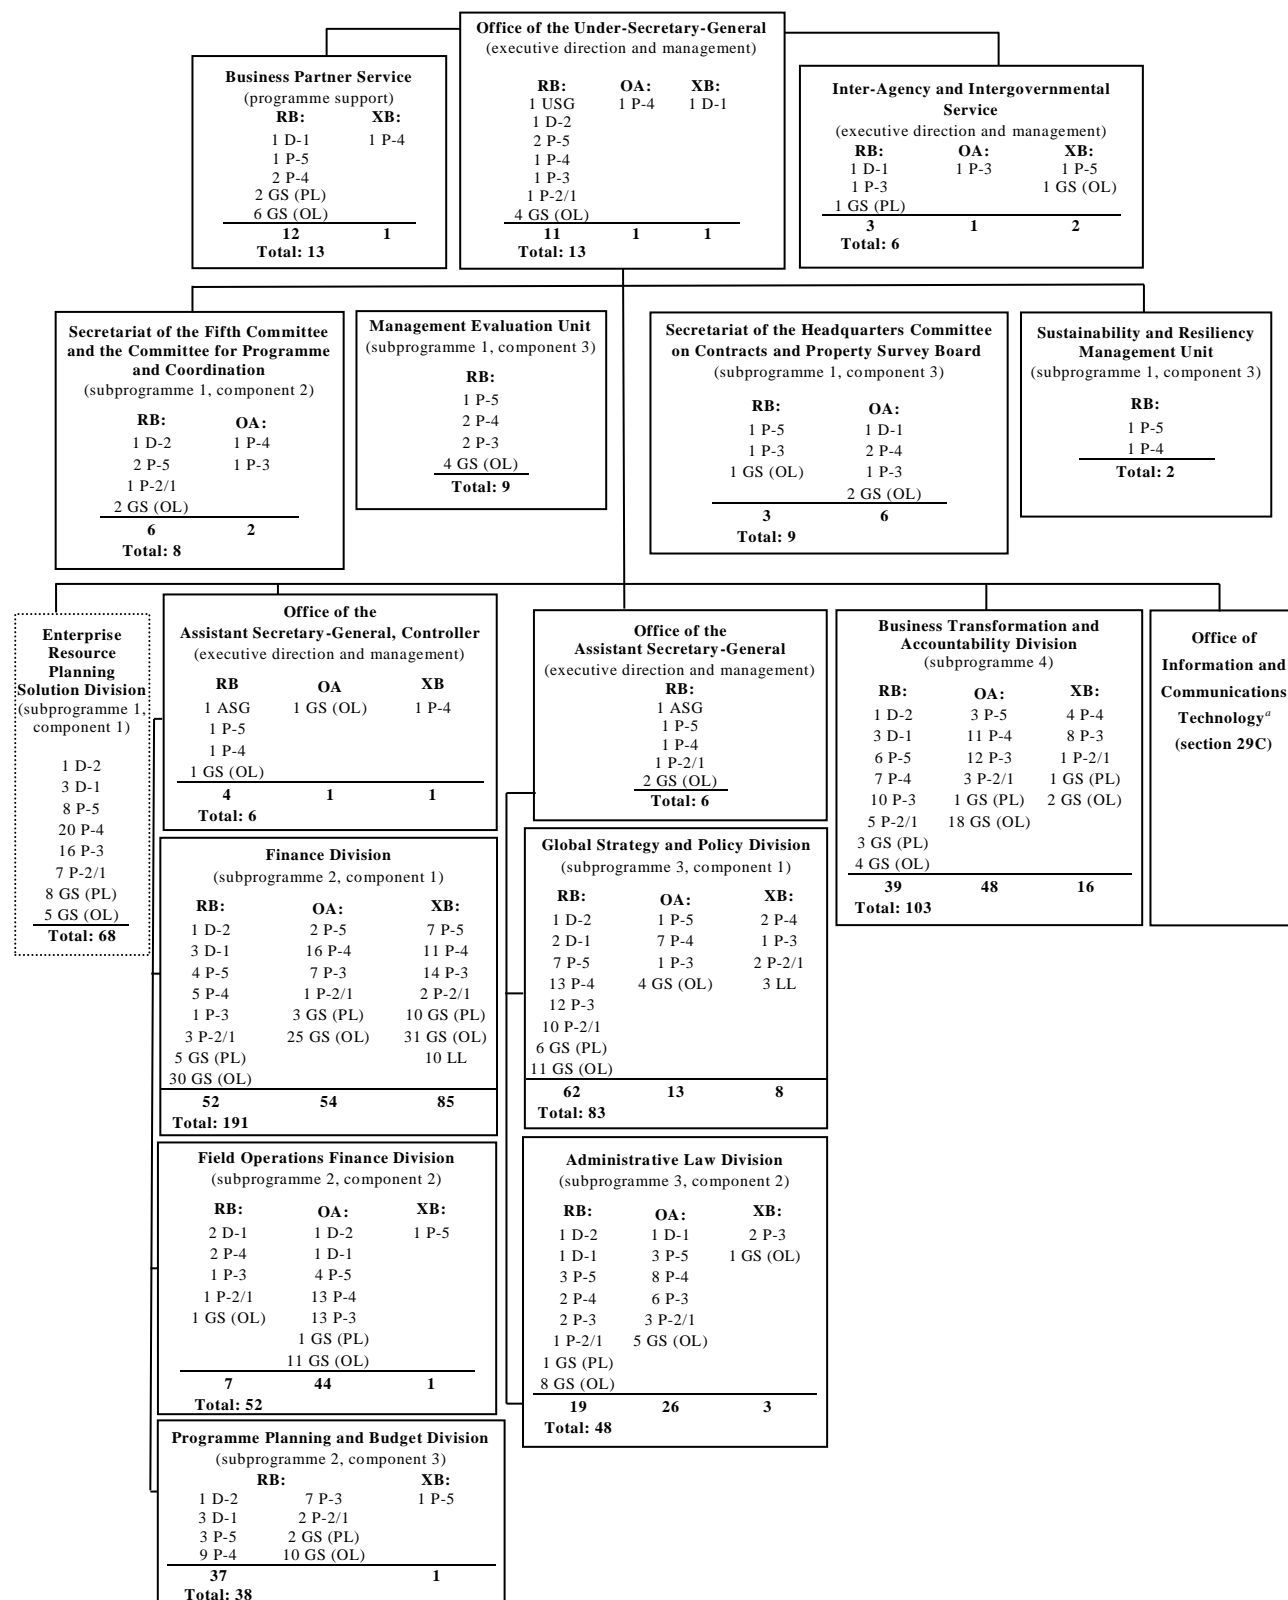 Office of the Under-Secretary-General
(executive direction and management)
RB: OA: XB:
1 USG 1 P-4 1 D-1
1 D-2
2 P-5
1 P-4
1 P-3
1 P-2/1
4 GS (OL)
11 1 1
Total: 13
Business Partner Service
(programme support)
RB: XB:
1 D-1 1 P-4
1 P-5
2 P-4
2 GS (PL)
6 GS (OL)
12 1
Total: 13
Inter-Agency and Intergovernmental
Service
(executive direction and management)
RB: OA: XB:
1 D-1 1 P-3 1 P-5
1 P-3 1 GS (OL)
1 GS (PL)
3 1 2
Total: 6
Secretariat of the Fifth Committee
and the Committee for Programme
and Coordination
(subprogramme 1, component 2)
RB: OA:
1 D-2 1 P-4
2 P-5 1 P-3
1 P-2/1
2 GS (OL)
6 2
Total: 8
Management Evaluation Unit
(subprogramme 1, component 3)
RB:
1 P-5
2 P-4
2 P-3
4 GS (OL)
Total: 9
Secretariat of the Headquarters Committee
on Contracts and Property Survey Board
(subprogramme 1, component 3)
RB: OA:
1 P-5 1 D-1
1 P-3 2 P-4
1 GS (OL) 1 P-3
2 GS (OL)
3 6
Total: 9
Sustainability and Resiliency
Management Unit
(subprogramme 1, component 3)
RB:
1 P-5
1 P-4
Total: 2
Enterprise
Resource
Planning
Solution Division
(subprogramme 1,
component 1)
1 D-2
3 D-1
8 P-5
20 P-4
16 P-3
7 P-2/1
8 GS (PL)
5 GS (OL)
Total: 68
Office of the
Assistant Secretary-General, Controller
(executive direction and management)
RB OA XB
1 ASG 1 GS (OL) 1 P-4
1 P-5
1 P-4
1 GS (OL)
4 1 1
Total: 6
Finance Division
(subprogramme 2, component 1)
RB: OA: XB:
1 D-2 2 P-5 7 P-5
3 D-1 16 P-4 11 P-4
4 P-5 7 P-3 14 P-3
5 P-4 1 P-2/1 2 P-2/1
1 P-3 3 GS (PL) 10 GS (PL)
3 P-2/1 25 GS (OL) 31 GS (OL)
5 GS (PL) 10 LL
30 GS (OL)
52 54 85
Total: 191
Field Operations Finance Division
(subprogramme 2, component 2)
RB: OA: XB:
2 D-1 1 D-2 1 P-5
2 P-4 1 D-1
1 P-3 4 P-5
1 P-2/1 13 P-4
1 GS (OL) 13 P-3
1 GS (PL)
11 GS (OL)
7 44 1
Total: 52
Programme Planning and Budget Division
(subprogramme 2, component 3)
RB: XB:
1 D-2 7 P-3 1 P-5
3 D-1 2 P-2/1
3 P-5 2 GS (PL)
9 P-4 10 GS (OL)
37 1
Total: 38
Office of the
Assistant Secretary-General
(executive direction and management)
RB:
1 ASG
1 P-5
1 P-4
1 P-2/1
2 GS (OL)
Total: 6
Global Strategy and Policy Division
(subprogramme 3, component 1)
RB: OA: XB:
1 D-2 1 P-5 2 P-4
2 D-1 7 P-4 1 P-3
7 P-5 1 P-3 2 P-2/1
13 P-4 4 GS (OL) 3 LL
12 P-3
10 P-2/1
6 GS (PL)
11 GS (OL)
62 13 8
Total: 83
Administrative Law Division
(subprogramme 3, component 2)
RB: OA: XB:
1 D-2 1 D-1 2 P-3
1 D-1 3 P-5 1 GS (OL)
3 P-5 8 P-4
2 P-4 6 P-3
2 P-3 3 P-2/1
1 P-2/1 5 GS (OL)
1 GS (PL)
8 GS (OL)
19 26 3
Total: 48
Business Transformation and
Accountability Division
(subprogramme 4)
RB: OA: XB:
1 D-2 3 P-5 4 P-4
3 D-1 11 P-4 8 P-3
6 P-5 12 P-3 1 P-2/1
7 P-4 3 P-2/1 1 GS (PL)
10 P-3 1 GS (PL) 2 GS (OL)
5 P-2/1 18 GS (OL)
3 GS (PL)
4 GS (OL)
39 48 16
Total: 103
Office of
Information and
Communications
Technology<sup>a</sup>
(section 29C)